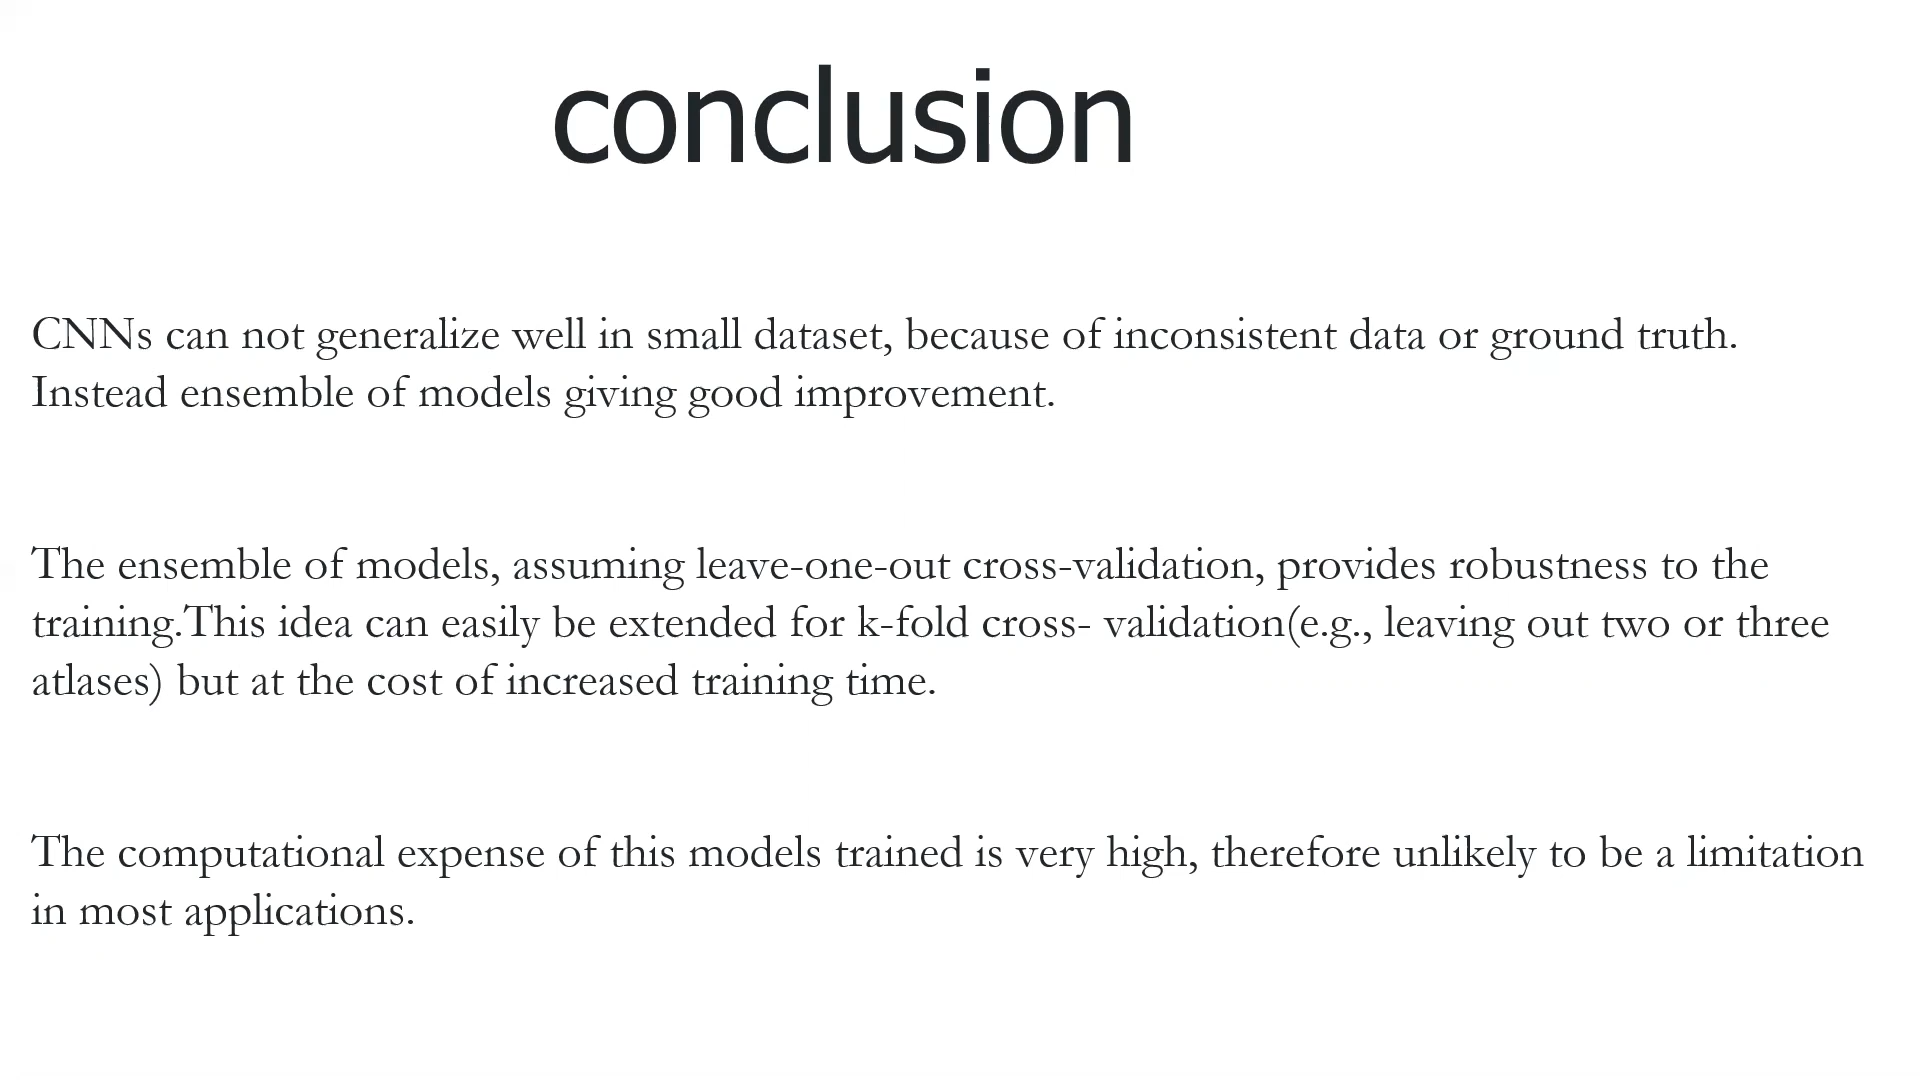 conclusion
CNNs can not generalize well in small dataset, because of inconsistent data or ground truth.
Instead ensemble of models giving good improvement.
The ensemble of models, assuming leave-one-out cross-validation, provides robustness to the
training.This idea can easily be extended for k-fold cross- validation(e.g., leaving out two or three
atlases) but at the cost of increased training time.
The computational expense of this models trained is very high, therefore unlikely to be a limitation
in most applications.